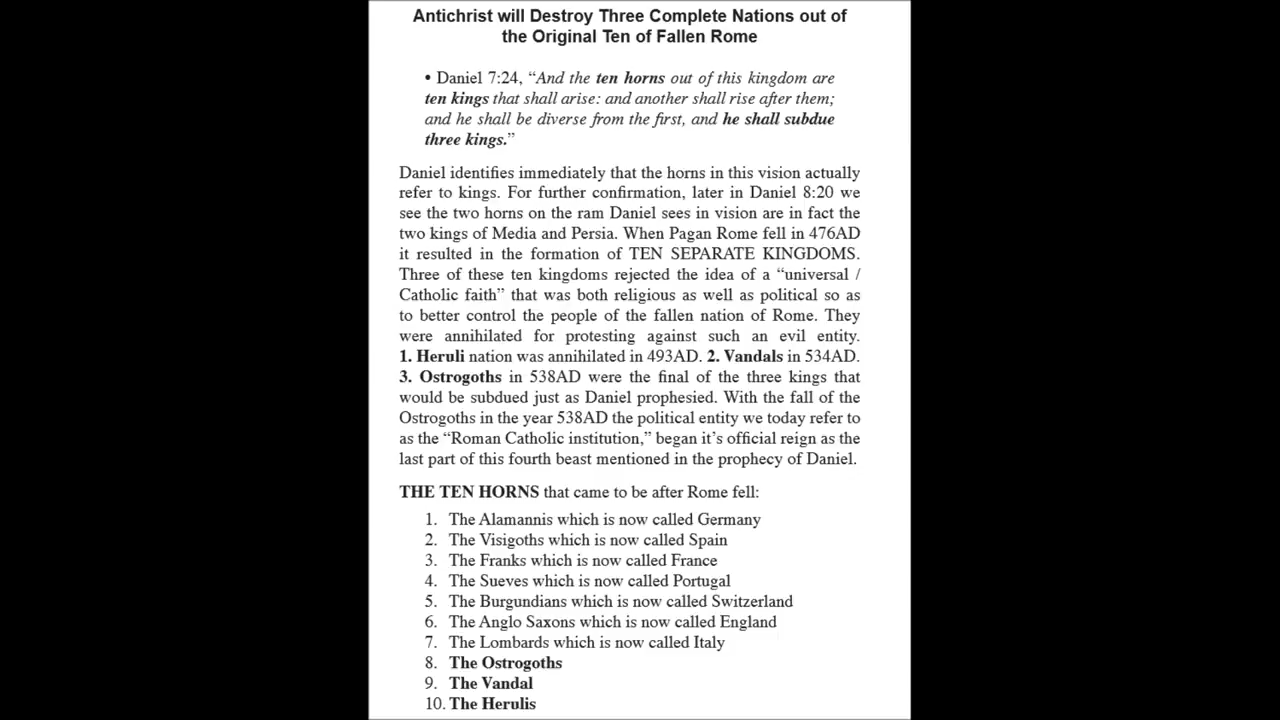 Antichrist will Destroy Three Complete Nations out of
the Original Ten of Fallen Rome
• Daniel 7:24, “And the ten horns out of this kingdom are
ten kings that shall arise: and another shall rise after them;
and he shall be diverse from the first, and he shall subdue
three kings.”
Daniel identifies immediately that the horns in this vision actually
refer to kings. For further confirmation, later in Daniel 8:20 we
see the two horns on the ram Daniel sees in vision are in fact the
two kings of Media and Persia. When Pagan Rome fell in 476AD
it resulted in the formation of TEN SEPARATE KINGDOMS.
Three of these ten kingdoms rejected the idea of a “universal /
Catholic faith” that was both religious as well as political so as
to better control the people of the fallen nation of Rome. They
were annihilated for protesting against such an evil entity.
1. Heruli nation was annihilated in 493AD. 2. Vandals in 534AD.
3. Ostrogoths in 538AD were the final of the three kings that
would be subdued just as Daniel prophesied. With the fall of the
Ostrogoths in the year 538AD the political entity we today refer to
as the “Roman Catholic institution,” began it’s official reign as the
last part of this fourth beast mentioned in the prophecy of Daniel.
THE TEN HORNS that came to be after Rome fell:
1. The Alamannis which is now called Germany
2. The Visigoths which is now called Spain
3. The Franks which is now called France
4. The Sueves which is now called Portugal
5. The Burgundians which is now called Switzerland
6. The Anglo Saxons which is now called England
7. The Lombards which is now called Italy
8. The Ostrogoths
9. The Vandal
10. The Herulis